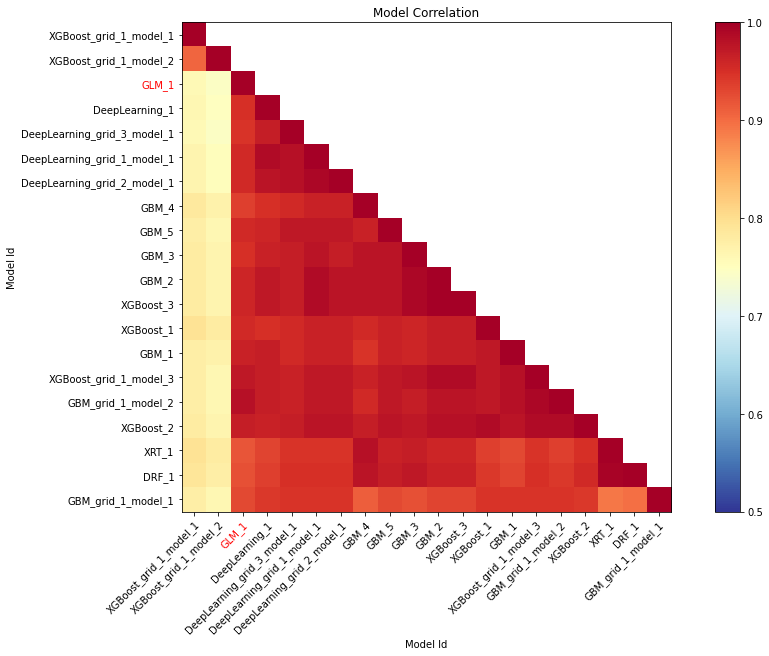 Model Correlation
Model Id
XGBoost_grid_1_model_1
XGBoost_grid_1_model_2
GLM_1
DeepLearning_1
DeepLearning_grid_3_model_1
DeepLearning_grid_1_model_1
DeepLearning_grid_2_model_1
GBM_4
GBM_5
GBM_3
GBM_2
XGBoost_3
XGBoost_1
GBM_1
XGBoost_grid_1_model_3
GBM_grid_1_model_2
XGBoost_2
XRT_1
DRF_1
GBM_grid_1_model_1
XGBoost_grid_1_model_1
XGBoost_grid_1_model_2
GLM_1
DeepLearning_1
DeepLearning_grid_3_model_1
DeepLearning_grid_1_model_1
DeepLearning_grid_2_model_1
GBM_4
GBM_5
GBM_3
GBM_2
XGBoost_3
XGBoost_1
GBM_1
XGBoost_grid_1_model_3
GBM_grid_1_model_2
XGBoost_2
XRT_1
DRF_1
GBM_grid_1_model_1
Model Id
1.0
0.9
0.8
0.7
0.6
0.5